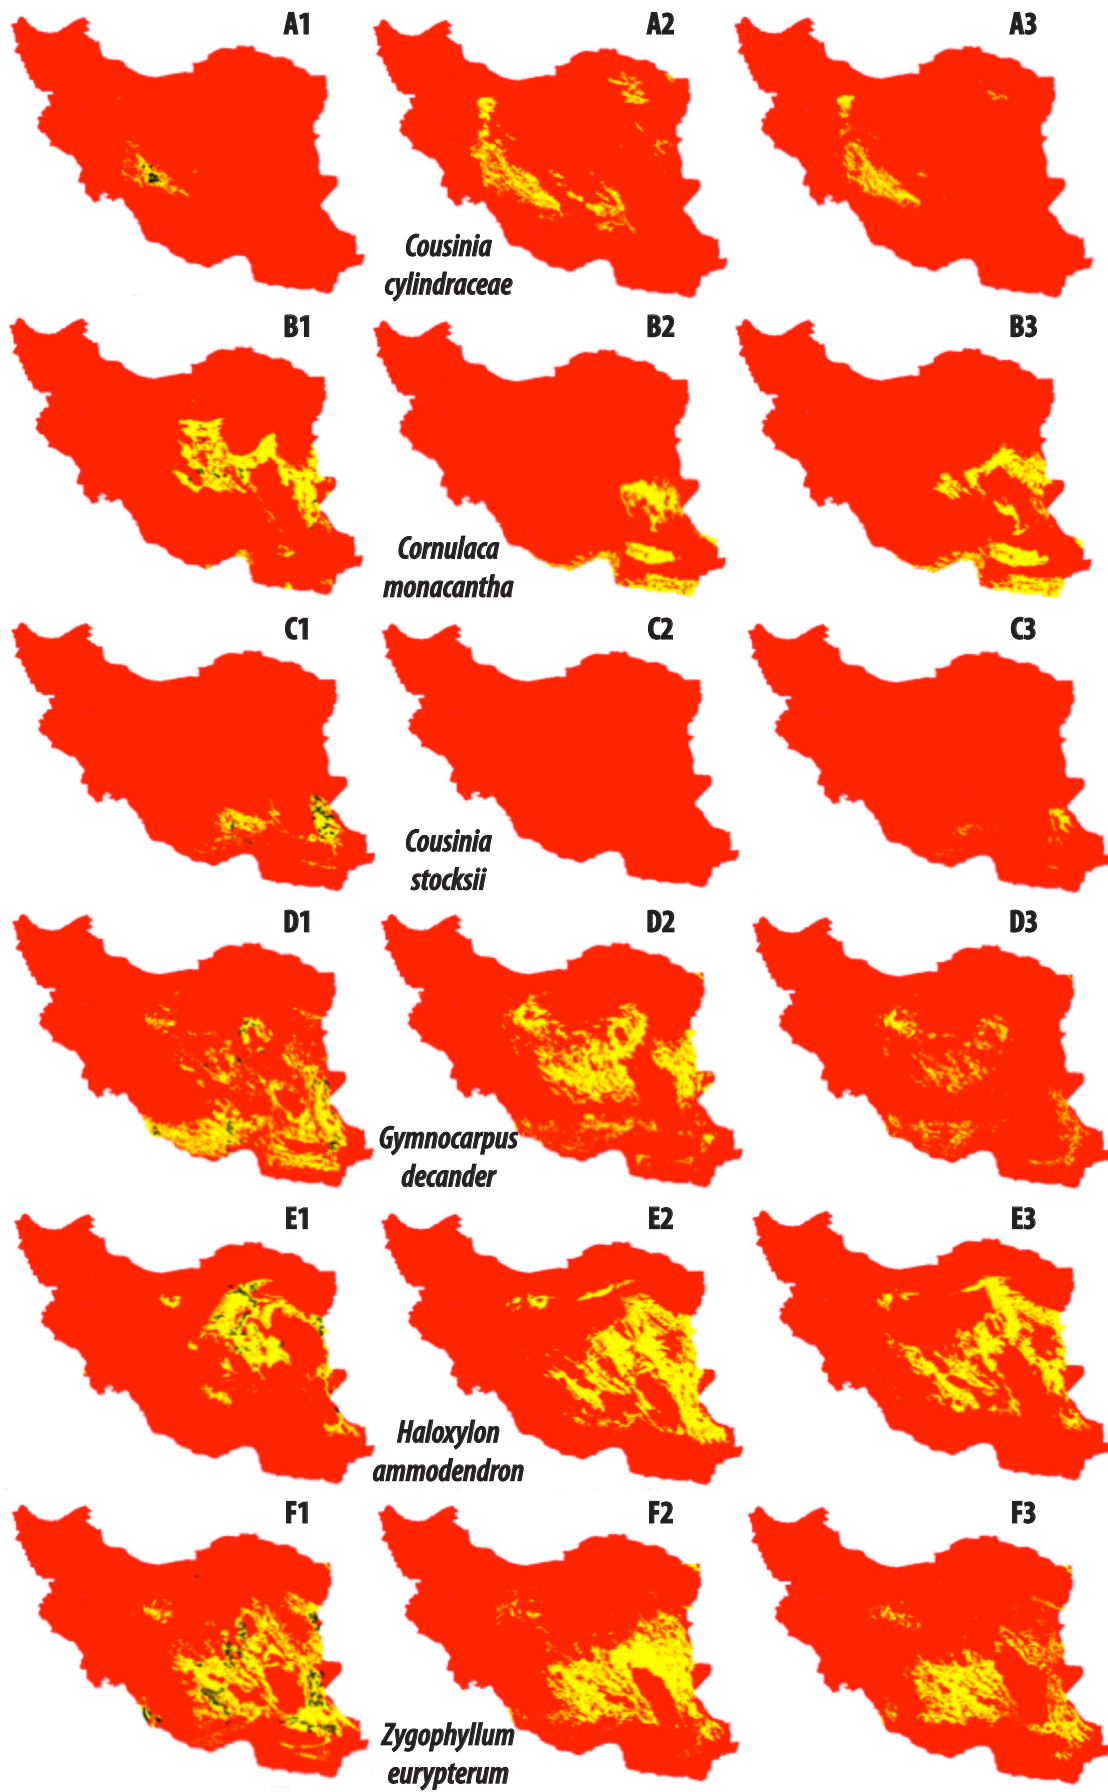 A1
A2
A3
Cousinia
cylindraceae
B1
B2
B3
Cornulaca
monacantha
C1
C2
C3
Cousinia
stocksii
D1
D2
D3
Gymnocarpus
decander
E1
E2
E3
Haloxylon
ammodendron
F1
F2
F3
Zygophyllum
eurypterum